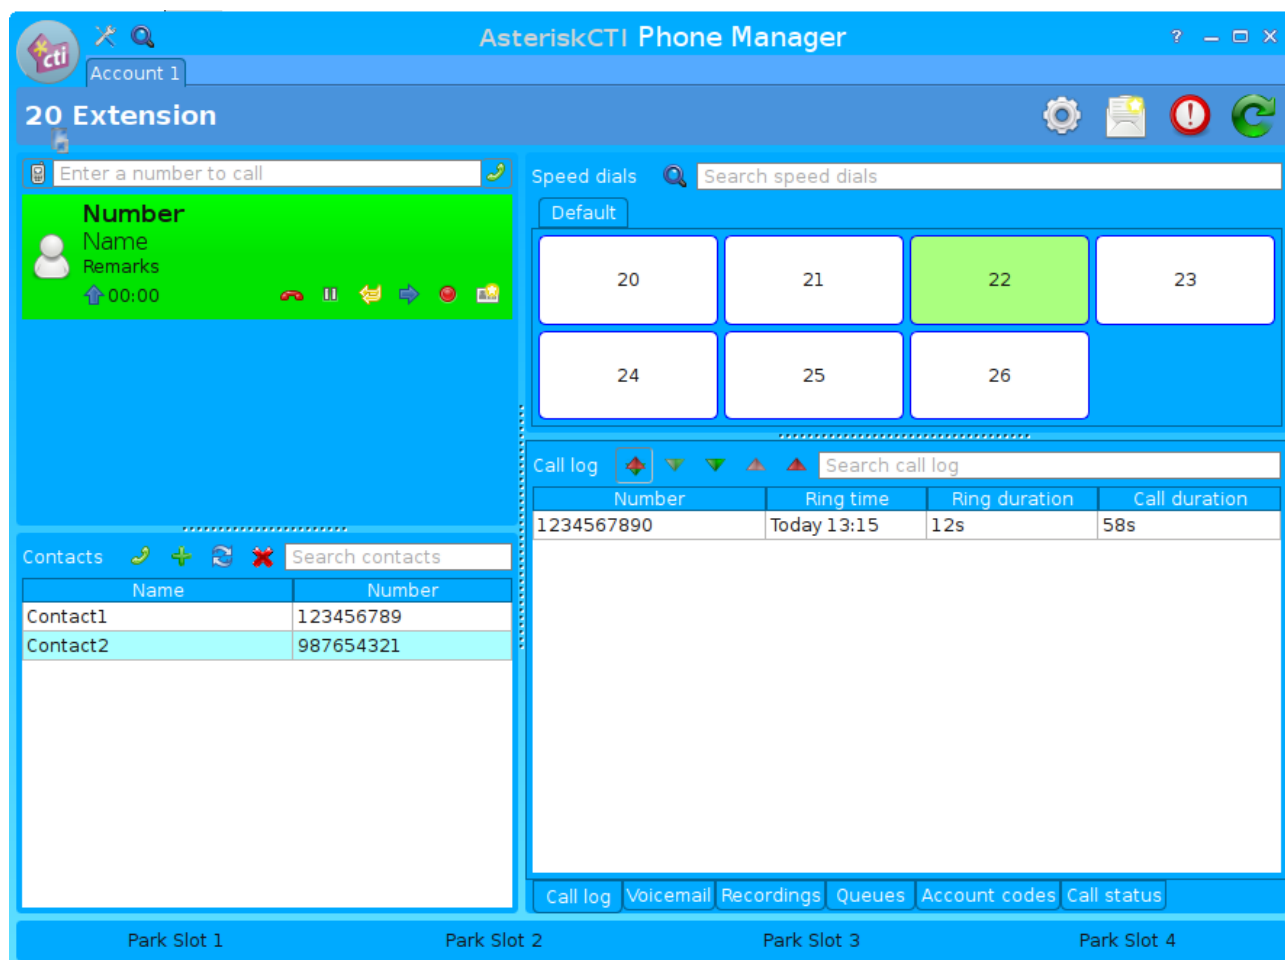 cti
AsteriskCTI Phone Manager
?
Account 1
20 Extension
Enter a number to call
Number
Name
Remarks
00:00
Speed dials Search speed dials
Default
20 21 22 23
24 25 26
Call log Search call log
Number Ring time Ring duration Call duration
1234567890 Today 13:15 12s 58s
Contacts Search contacts
Name Number
Contact1 123456789
Contact2 987654321
Call log Voicemail Recordings Queues Account codes Call status
Park Slot 1 Park Slot 2 Park Slot 3 Park Slot 4